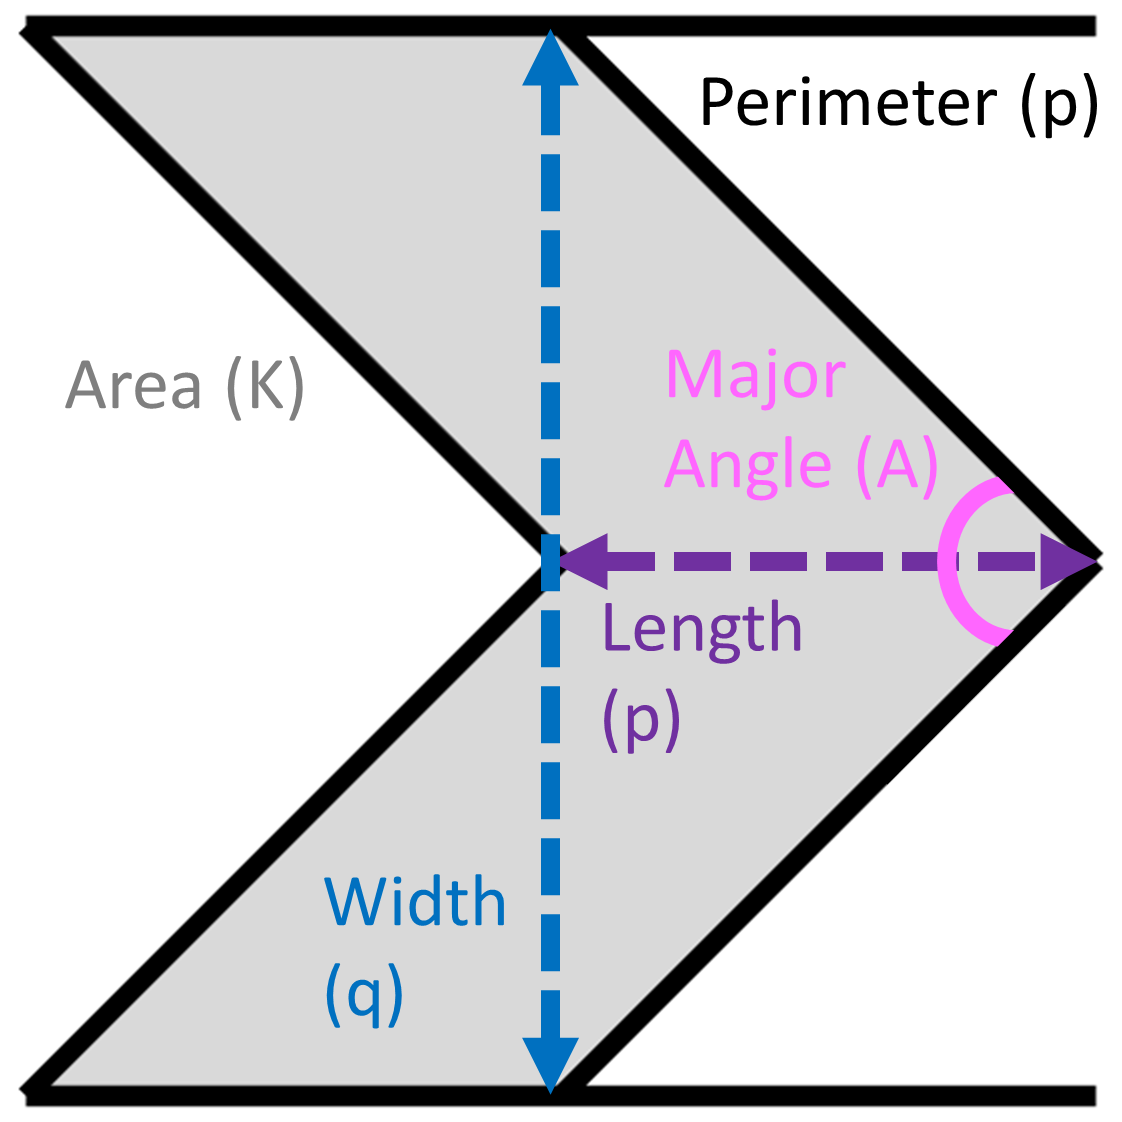 Perimeter (p)
Area (K)
Major
Angle (A)
Length
(p)
Width
(q)